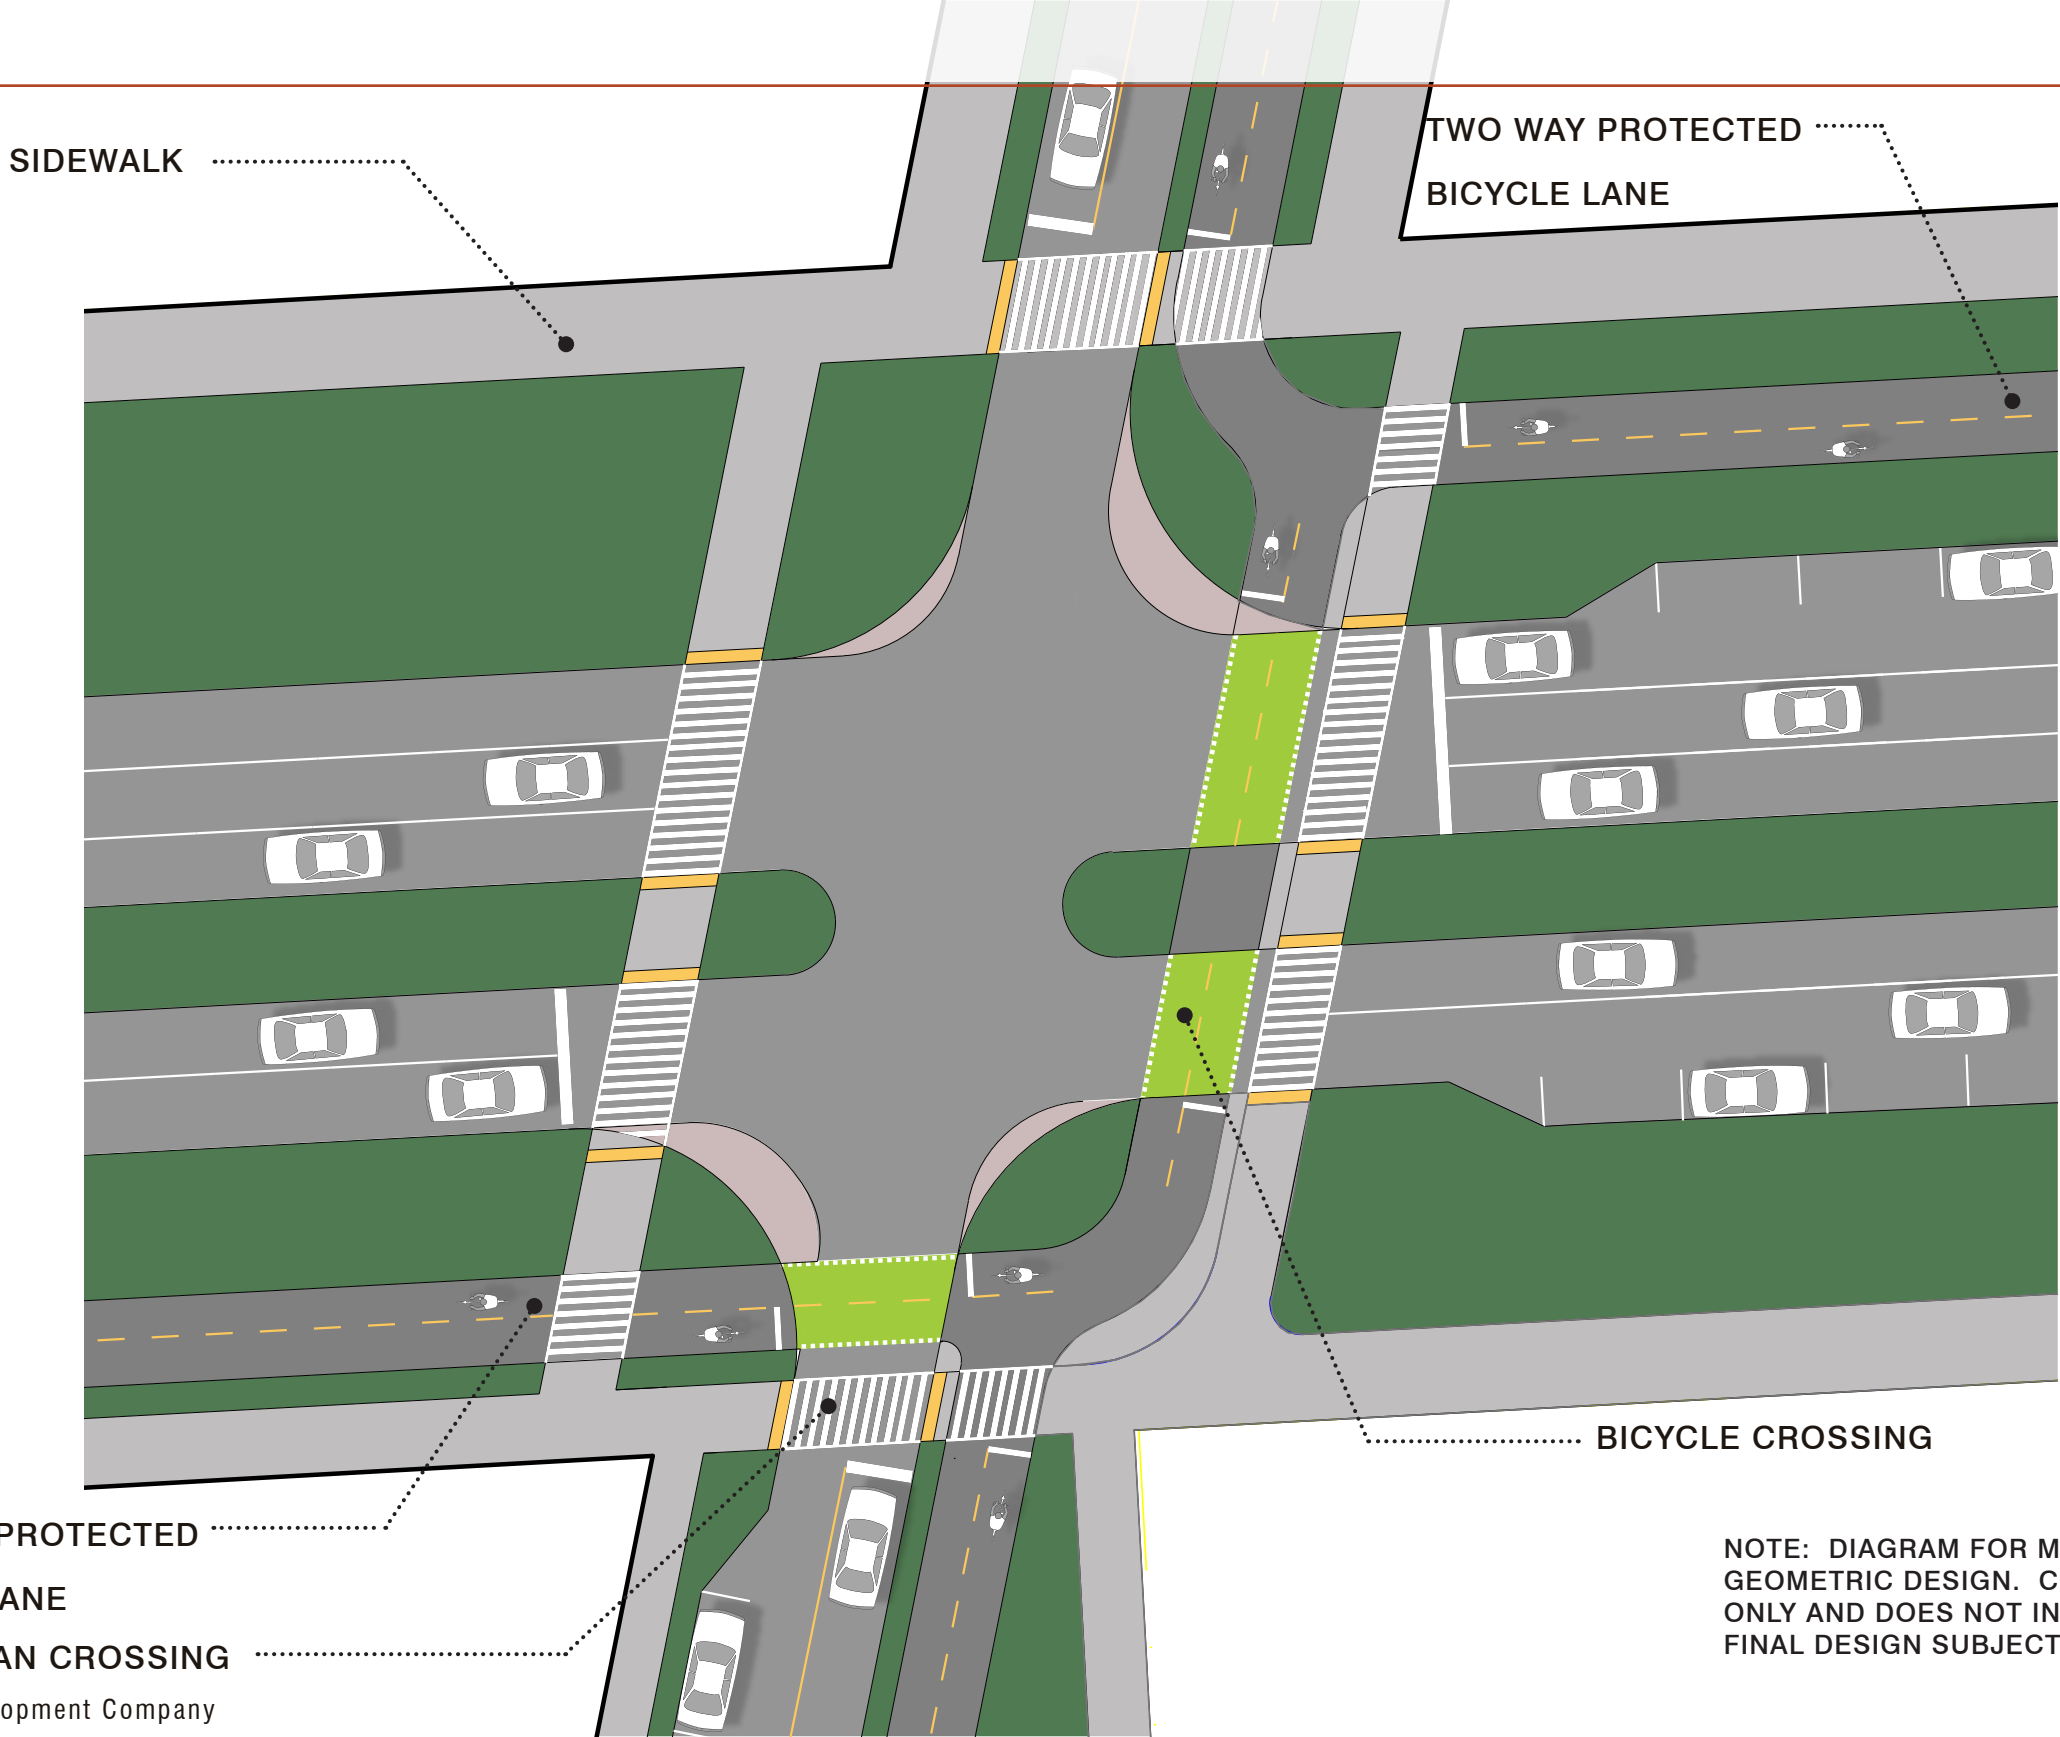 SIDEWALK
TWO WAY PROTECTED
BICYCLE LANE
BICYCLE CROSSING
PROTECTED
ANE
AN CROSSING
opment Company
NOTE: DIAGRAM FOR M
GEOMETRIC DESIGN. C
ONLY AND DOES NOT IN
FINAL DESIGN SUBJECT